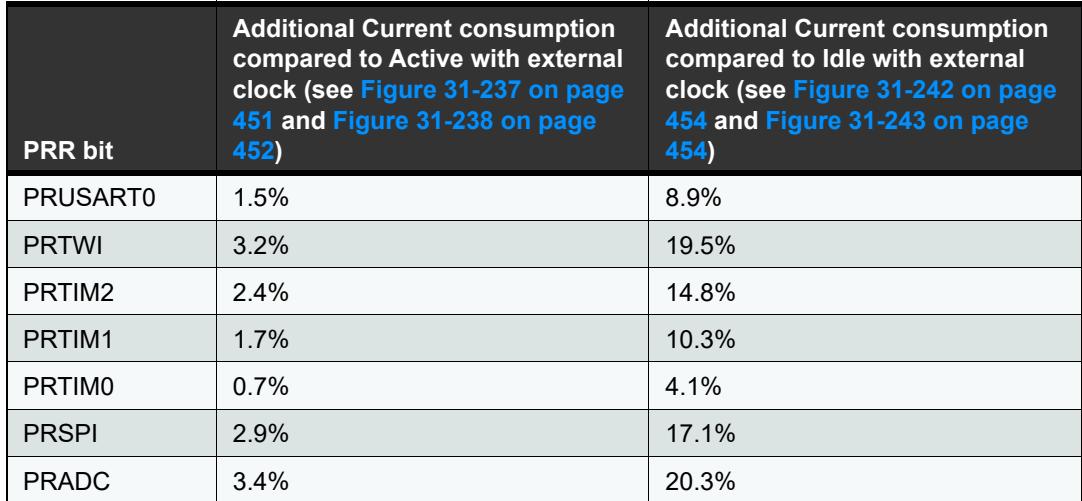 PRR bit
Additional Current consumption
compared to Active with external
clock (see Figure 31-237 on page
451 and Figure 31-238 on page
452)
Additional Current consumption
compared to Idle with external
clock (see Figure 31-242 on page
454 and Figure 31-243 on page
454)
PRUSART0 1.5% 8.9%
PRTWI 3.2% 19.5%
PRTIM2 2.4% 14.8%
PRTIM1 1.7% 10.3%
PRTIM0 0.7% 4.1%
PRSPI 2.9% 17.1%
PRADC 3.4% 20.3%